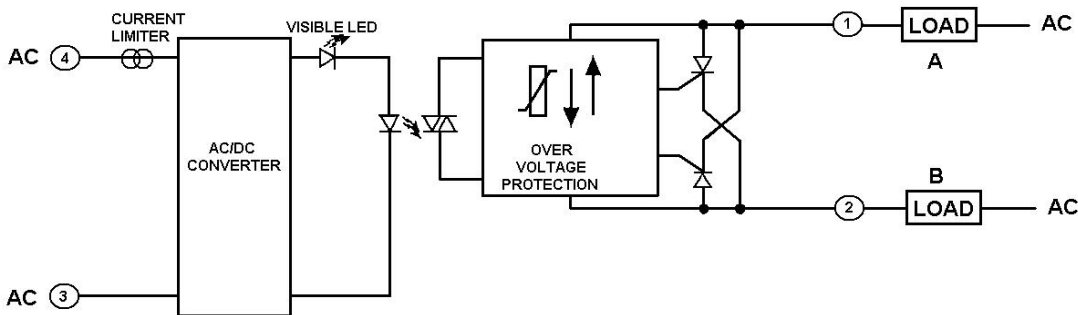 CURRENT
LIMITER
VISIBLE LED
AC 4
AC/DC
CONVERTER
AC 3
OVER
VOLTAGE
PROTECTION
1 LOAD AC
A
B
2 LOAD AC